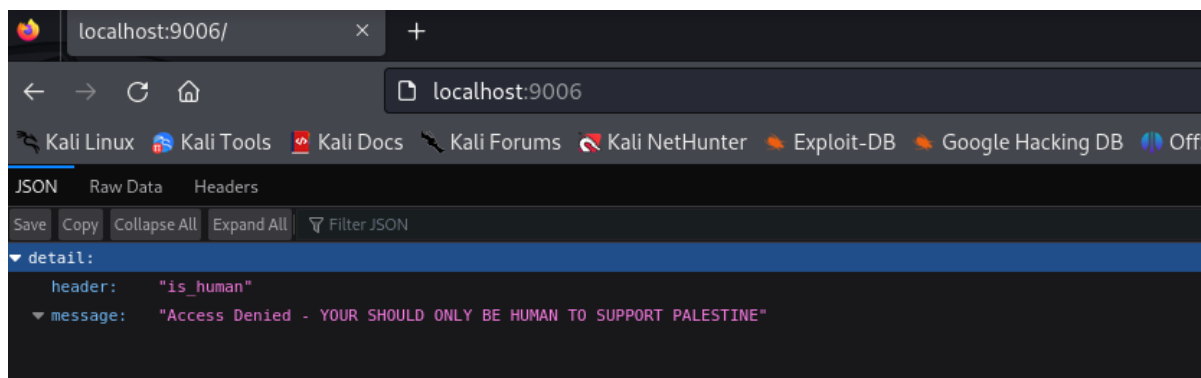 localhost:9006/
localhost:9006
Kali Linux Kali Tools Kali Docs Kali Forums Kali NetHunter Exploit-DB Google Hacking DB Off
JSON Raw Data Headers
Save Copy Collapse All Expand All Filter JSON
detail:
header: "is_human"
message: "Access Denied - YOUR SHOULD ONLY BE HUMAN TO SUPPORT PALESTINE"